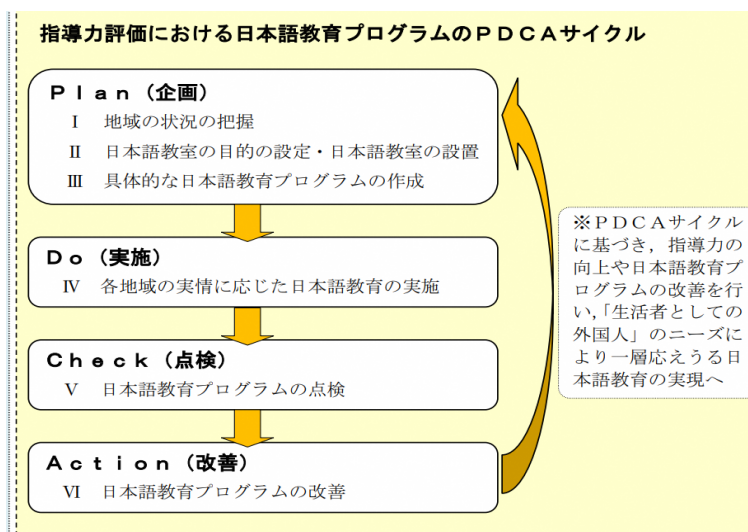 指導力評価における日本語教育プログラムのＰＤＣＡサイクル
Ｐｌａｎ（企画）
Ⅰ　地域の状況の把握
Ⅱ　日本語教室の目的の設定・日本語教室の設置
Ⅲ　具体的な日本語教育プログラムの作成
Ｄｏ（実施）
Ⅳ　各地域の実情に応じた日本語教育の実施
Ｃｈｅｃｋ（点検）
Ⅴ　日本語教育プログラムの点検
Ａｃｔｉｏｎ（改善）
Ⅵ　日本語教育プログラムの改善
※ＰＤＣＡサイクル
に基づき，指導力の
向上や日本語教育プ
ログラムの改善を行
い，「生活者としての
外国人」のニーズに
より一層応えうる日
本語教育の実現へ